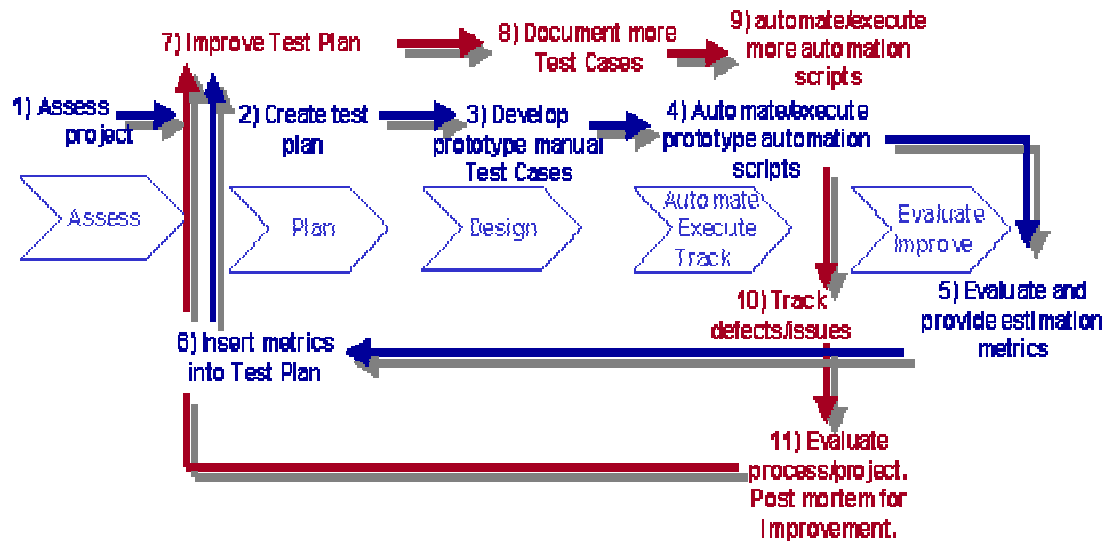 7) Improve Test Plan
8) Document more
Test Cases
9) automate/execute
more automation
scripts
1) Assess
project
2) Create test
plan
3) Develop
prototype manual
Test Cases
4) Automate/execute
prototype automation
scripts
Assess
Plan
Design
Automate
Execute
Track
Evaluate
Improve
5) Evaluate and
provide estimation
metrics
10) Track
defects/issues
6) Insert metrics
into Test Plan
11) Evaluate
process/project.
Post mortem for
Improvement.